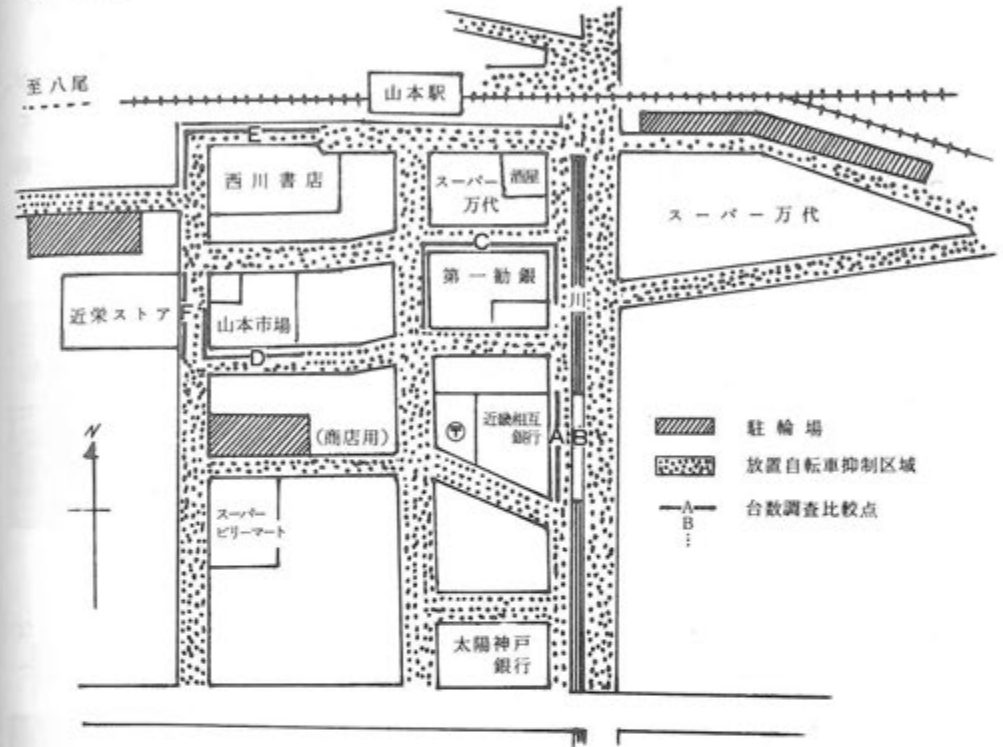 至八尾
山本駅
E
西川書店
スーパー
万代
酒屋
スーパー万代
C
第一勧銀
川
近栄ストア
F
山本市場
D
(商店用)
〒
近畿相互
銀行
A
B
スーパー
ビリーマート
太陽神戸
銀行
N
駐輪場
放置自転車抑制区域
A
B
⋮
台数調査比較点